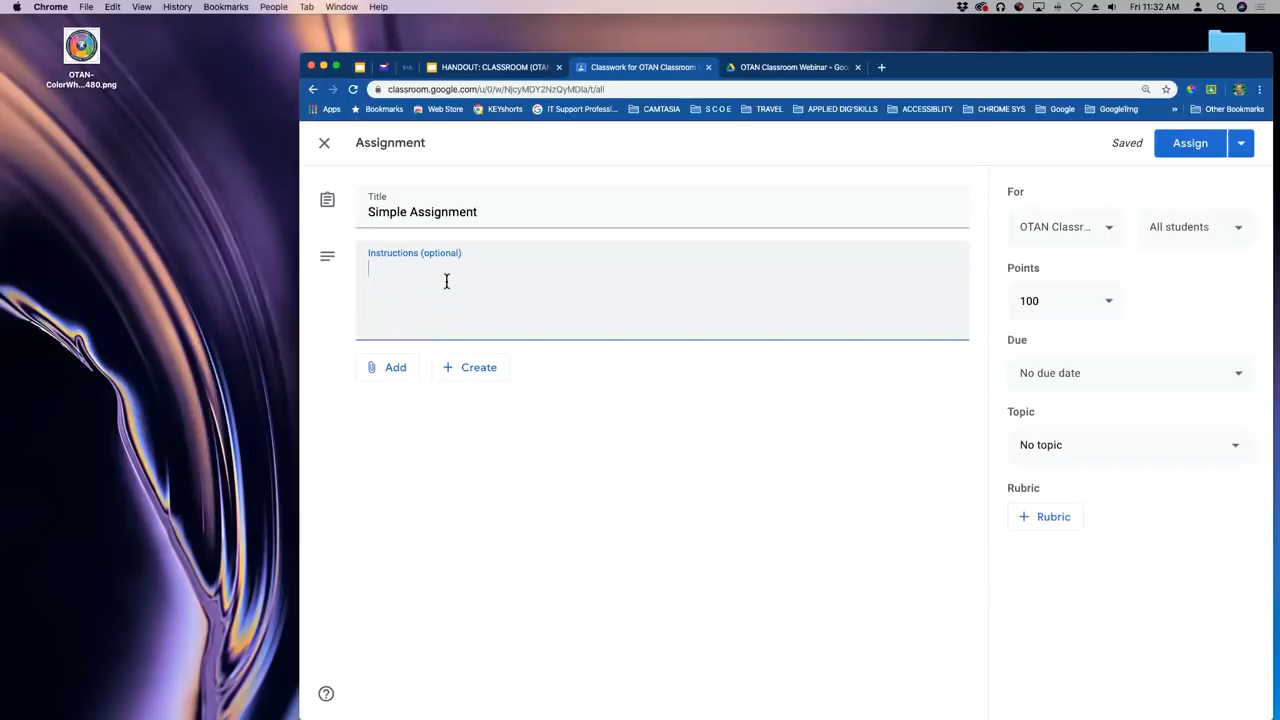 Chrome File Edit View History Bookmarks People Tab Window Help
Fri 11:32 AM
OTAN-
ColorWh...480.png
HANDOUT: CLASSROOM (OTAN
Classwork for OTAN Classroom
OTAN Classroom Webinar - Goo
classroom.google.com/u/0/w/NjcyMDY2NzQyMDla/t/all
Apps Bookmarks Web Store KEYshorts IT Support Professi... CAMTASIA S C O E TRAVEL APPLIED DIG'SKILLS ACCESSIBLITY CHROME SYS Google GoogleTrng » Other Bookmarks
Assignment
Saved
Assign
Title
Simple Assignment
Instructions (optional)
Add
Create
For
OTAN Classr...
All students
Points
100
Due
No due date
Topic
No topic
Rubric
Rubric